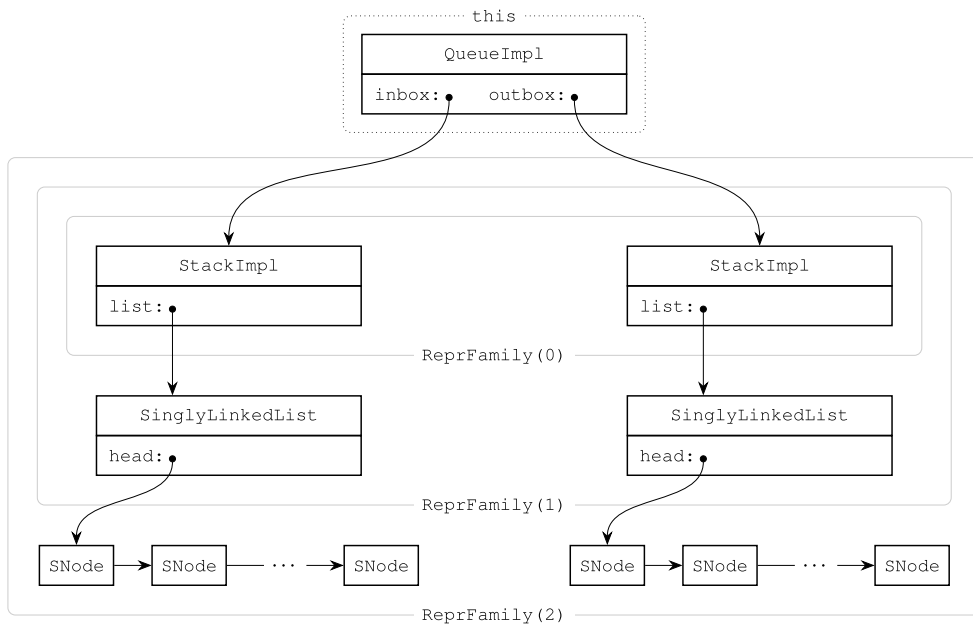 this
QueueImpl
inbox: outbox:
StackImpl StackImpl
list: list:
ReprFamily(0)
SinglyLinkedList SinglyLinkedList
head: head:
ReprFamily(1)
SNode SNode ... SNode SNode SNode ... SNode
ReprFamily(2)